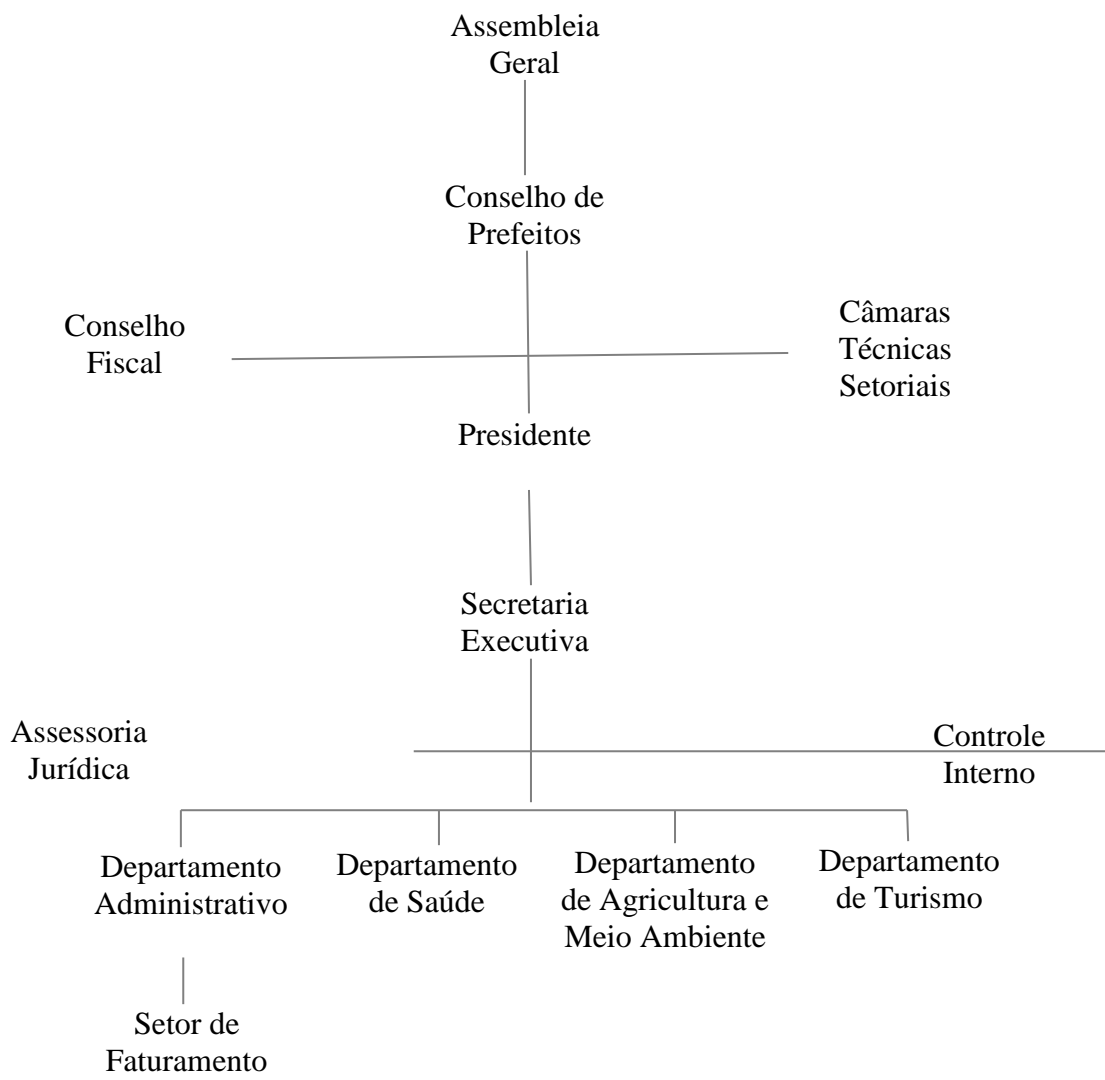 Assembleia
Geral
Conselho de
Prefeitos
Conselho
Fiscal
Câmaras
Técnicas
Setoriais
Presidente
Secretaria
Executiva
Assessoria
Jurídica
Controle
Interno
Departamento
Administrativo
Departamento
de Saúde
Departamento
de Agricultura e
Meio Ambiente
Departamento
de Turismo
Setor de
Faturamento